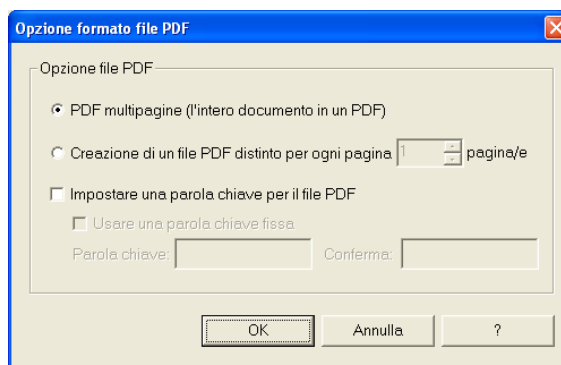 Opzione formato file PDF
Opzione file PDF
PDF multipagine (l'intero documento in un PDF)
Creazione di un file PDF distinto per ogni pagina 1 pagina/e
Impostare una parola chiave per il file PDF
Usare una parola chiave fissa
Parola chiave: Conferma:
OK Annulla ?